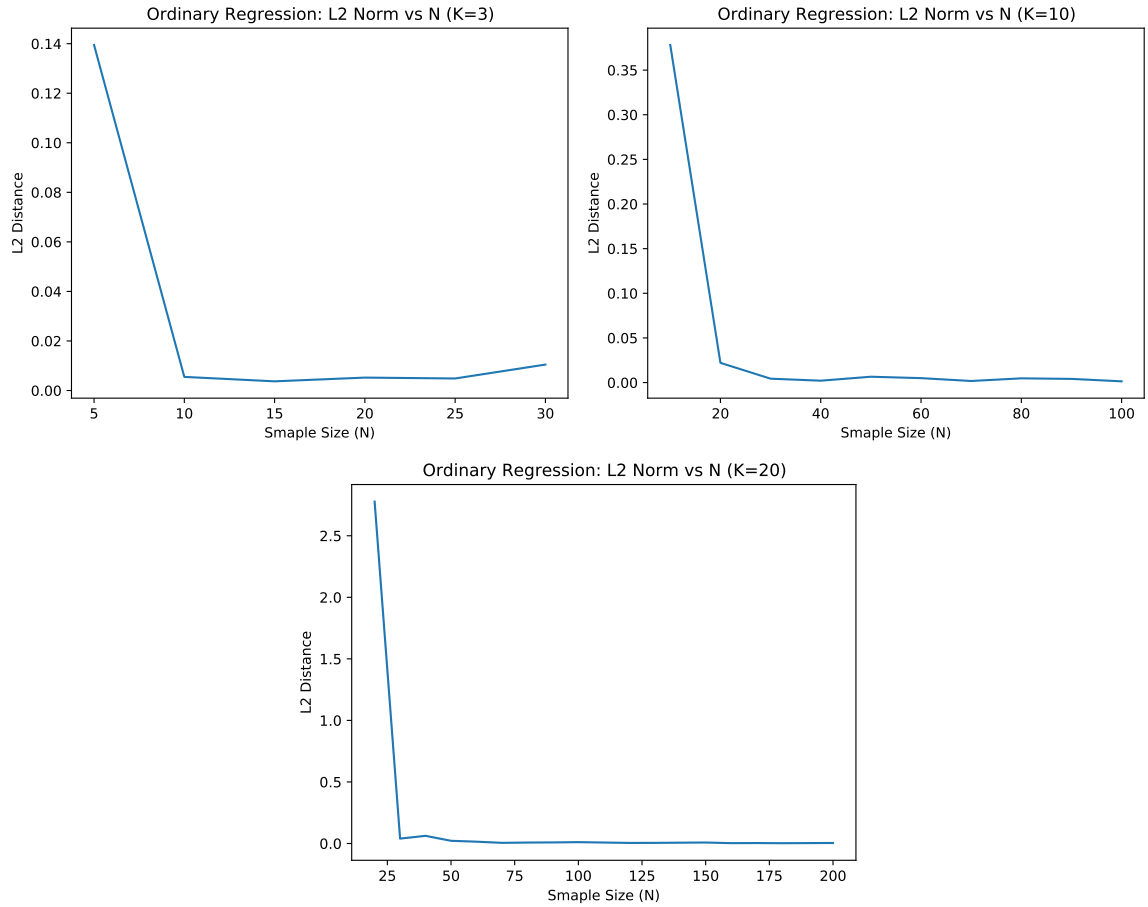 Ordinary Regression: L2 Norm vs N (K=3)
0.14
0.12
0.10
0.08
0.06
0.04
0.02
0.00
L2 Distance
5 10 15 20 25 30
Smaple Size (N)
Ordinary Regression: L2 Norm vs N (K=10)
0.35
0.30
0.25
0.20
0.15
0.10
0.05
0.00
L2 Distance
20 40 60 80 100
Smaple Size (N)
Ordinary Regression: L2 Norm vs N (K=20)
2.5
2.0
1.5
1.0
0.5
0.0
L2 Distance
25 50 75 100 125 150 175 200
Smaple Size (N)